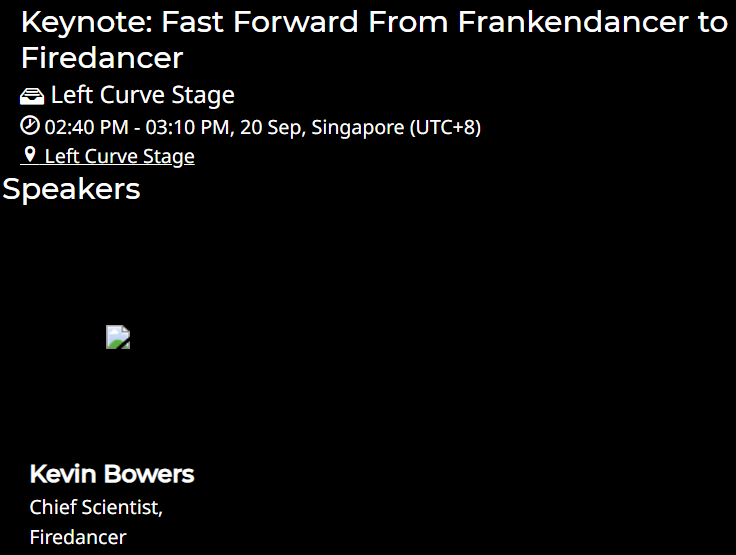 Keynote: Fast Forward From Frankendancer to
Firedancer
Left Curve Stage
02:40 PM - 03:10 PM, 20 Sep, Singapore (UTC+8)
Left Curve Stage
Speakers
Kevin Bowers
Chief Scientist,
Firedancer